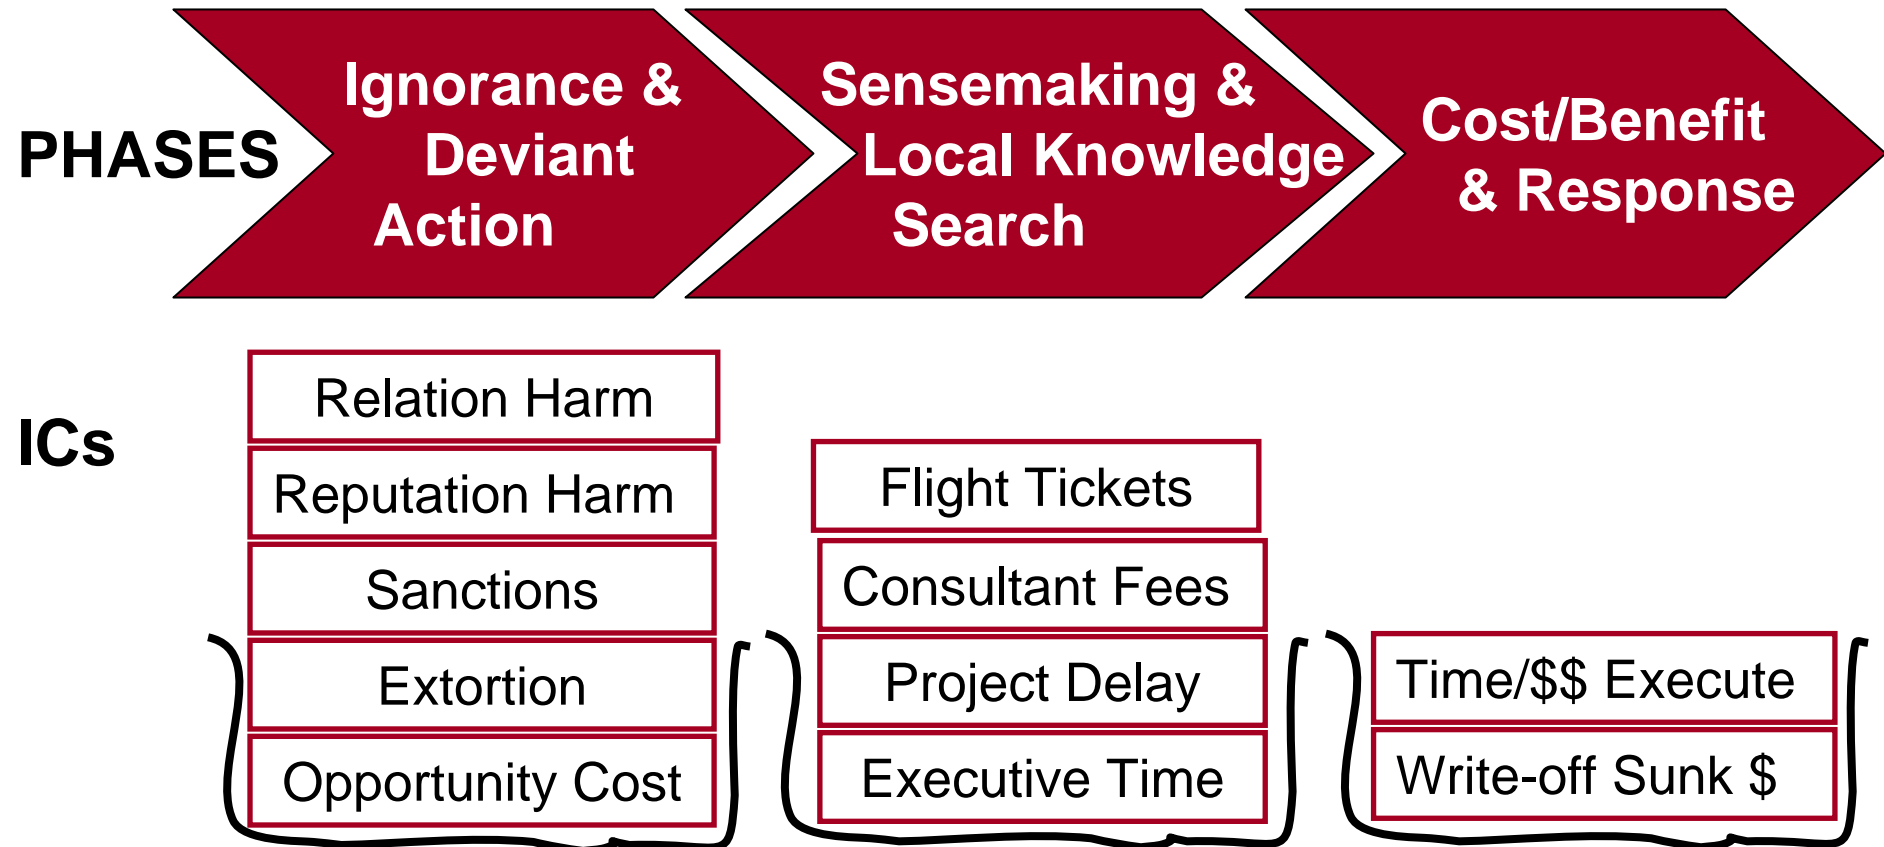 PHASES
Ignorance &
Deviant
Action
Sensemaking &
Local Knowledge
Search
Cost/Benefit
& Response
ICs
Relation Harm
Reputation Harm
Sanctions
Extortion
Opportunity Cost
Flight Tickets
Consultant Fees
Project Delay
Executive Time
Time/$$ Execute
Write-off Sunk $